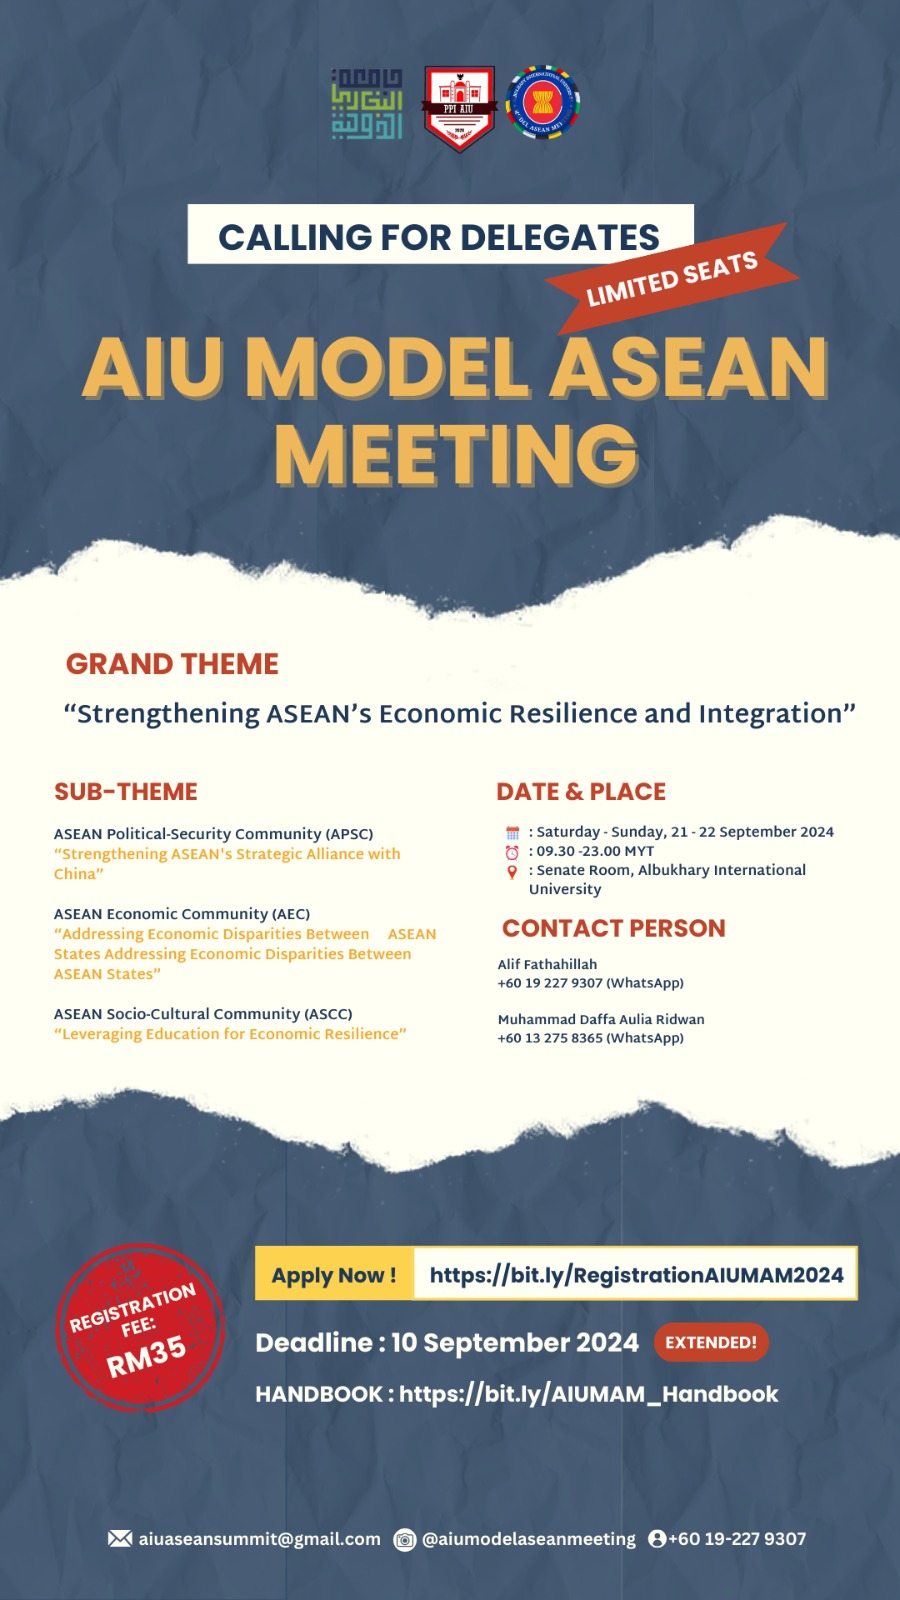 جامعة
البخاري
الدولية
PPI AIU
2020
CALLING FOR DELEGATES
LIMITED SEATS
AIU MODEL ASEAN
MEETING
GRAND THEME
“Strengthening ASEAN’s Economic Resilience and Integration”
SUB-THEME
ASEAN Political-Security Community (APSC)
“Strengthening ASEAN's Strategic Alliance with
China”
ASEAN Economic Community (AEC)
“Addressing Economic Disparities Between ASEAN
States Addressing Economic Disparities Between
ASEAN States”
ASEAN Socio-Cultural Community (ASCC)
“Leveraging Education for Economic Resilience”
DATE & PLACE
: Saturday - Sunday, 21 - 22 September 2024
: 09.30 -23.00 MYT
: Senate Room, Albukhary International
University
CONTACT PERSON
Alif Fathahillah
+60 19 227 9307 (WhatsApp)
Muhammad Daffa Aulia Ridwan
+60 13 275 8365 (WhatsApp)
REGISTRATION
FEE:
RM35
Apply Now ! https://bit.ly/RegistrationAIUMAM2024
Deadline : 10 September 2024 EXTENDED!
HANDBOOK : https://bit.ly/AIUMAM_Handbook
aiuaseansummit@gmail.com @aiumodelaseanmeeting +60 19-227 9307